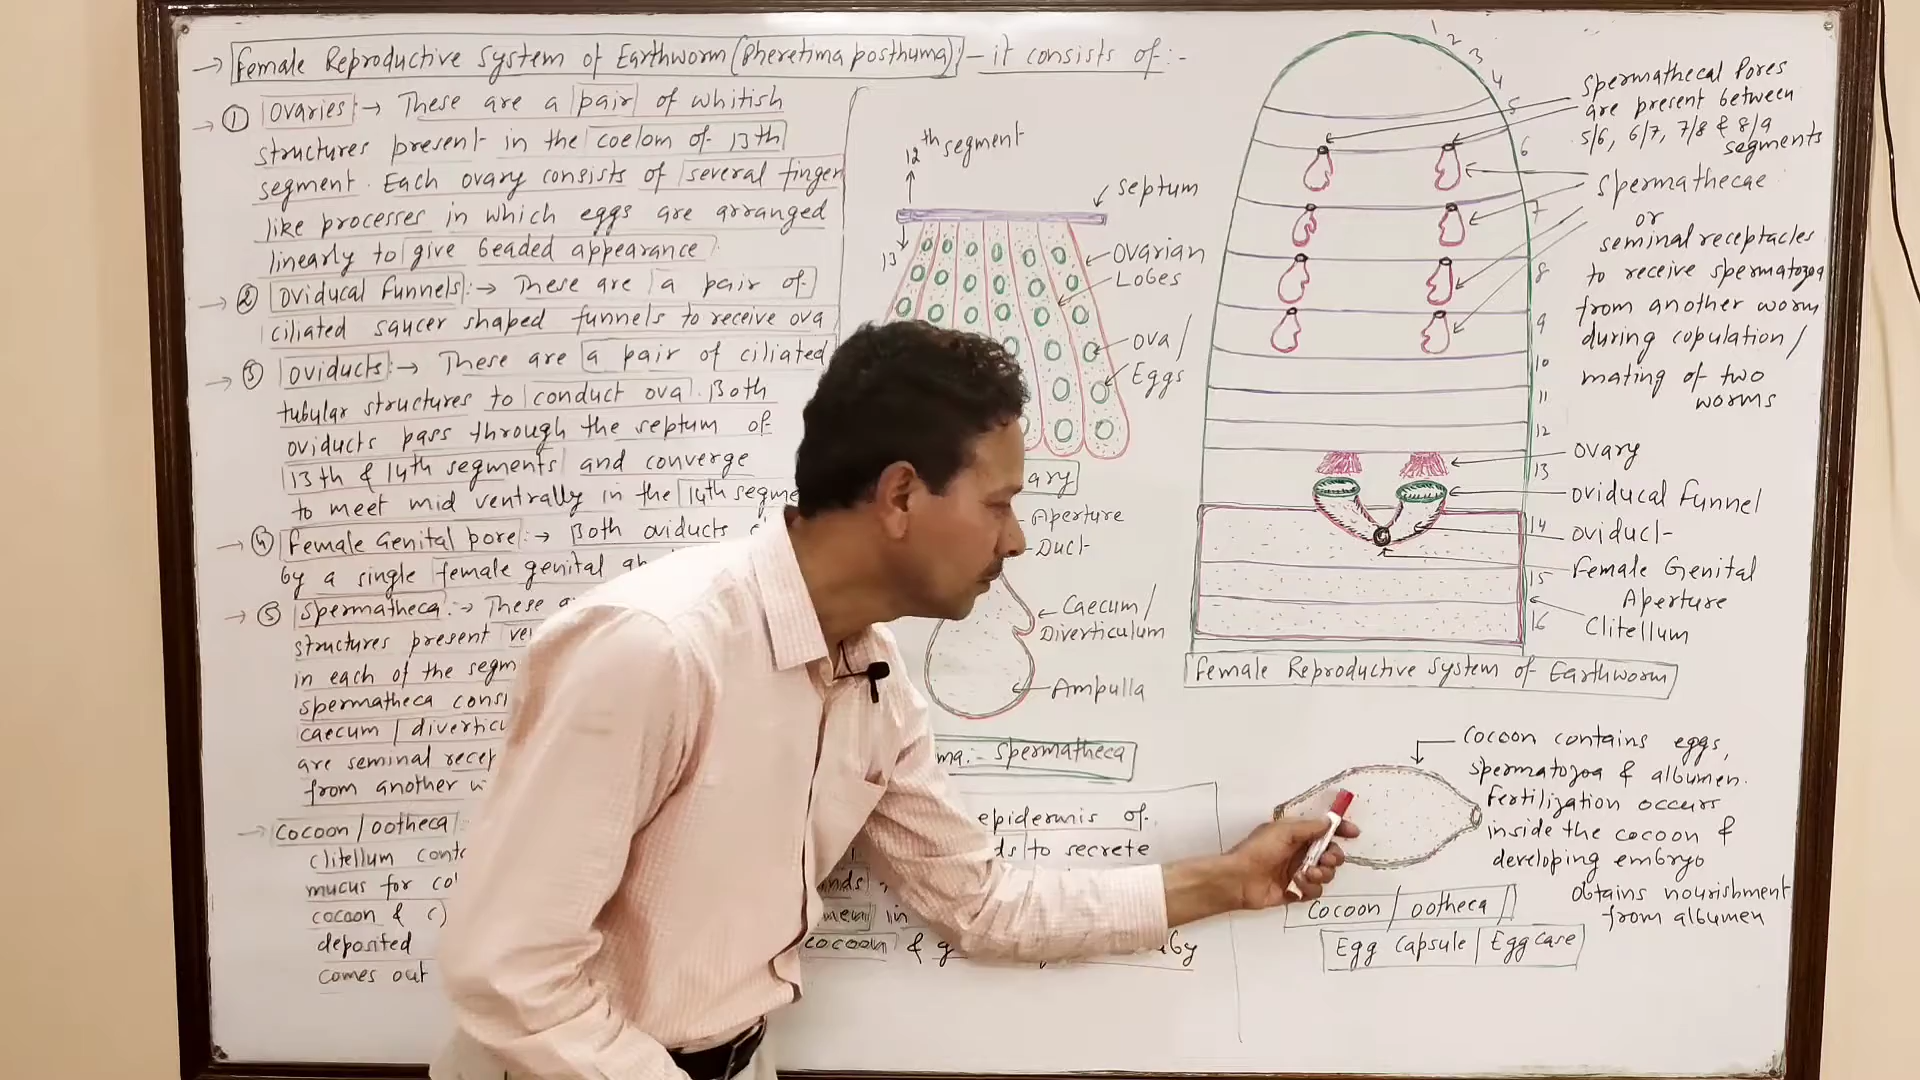 → Female Reproductive System of Earthworm (Pheretima posthuma):- it consists of:-
→ ① Ovaries:→ These are a pair of whitish
structures present in the coelom of 13th
segment. Each ovary consists of several finger
like processes in which eggs are arranged
linearly to give beaded appearance
→ ② Oviducal Funnels:→ These are a pair of
ciliated saucer shaped funnels to receive ova
→ ③ Oviducts:→ These are a pair of ciliated
tubular structures to conduct ova. Both
oviducts pass through the septum of
13th & 14th segments and converge
to meet mid ventrally in the 14th segme
→ ④ Female Genital pore:→ Both oviducts
by a single female genital
→ ⑤ Spermatheca:→ These
structures present
in each of the segm
spermatheca consi
caecum / diverticu
are seminal recep
from another
→ Cocoon / ootheca
clitellum
mucus for
cocoon &
deposited
comes out
epidermis of
to secrete
in
cocoon &
12th segment
Septum
13
Ovarian
Lobes
Ova /
Eggs
ary
Aperture
Duct
Caecum /
Diverticulum
Ampulla
ma:- Spermatheca
1
2
3
4
5
6
7
8
9
10
11
12
13
14
15
16
Spermathecal Pores
are present between
5/6, 6/7, 7/8 & 8/9
segments
Spermathecae
or
seminal receptacles
to receive spermatozoa
from another worm
during copulation /
mating of two
worms
Ovary
Oviducal Funnel
Oviduct
Female Genital
Aperture
Clitellum
Female Reproductive System of Earthworm
Cocoon contains eggs,
spermatozoa & albumen.
Fertilization occurs
inside the cocoon &
developing embryo
obtains nourishment
from albumen
Cocoon / ootheca /
Egg capsule / Egg case